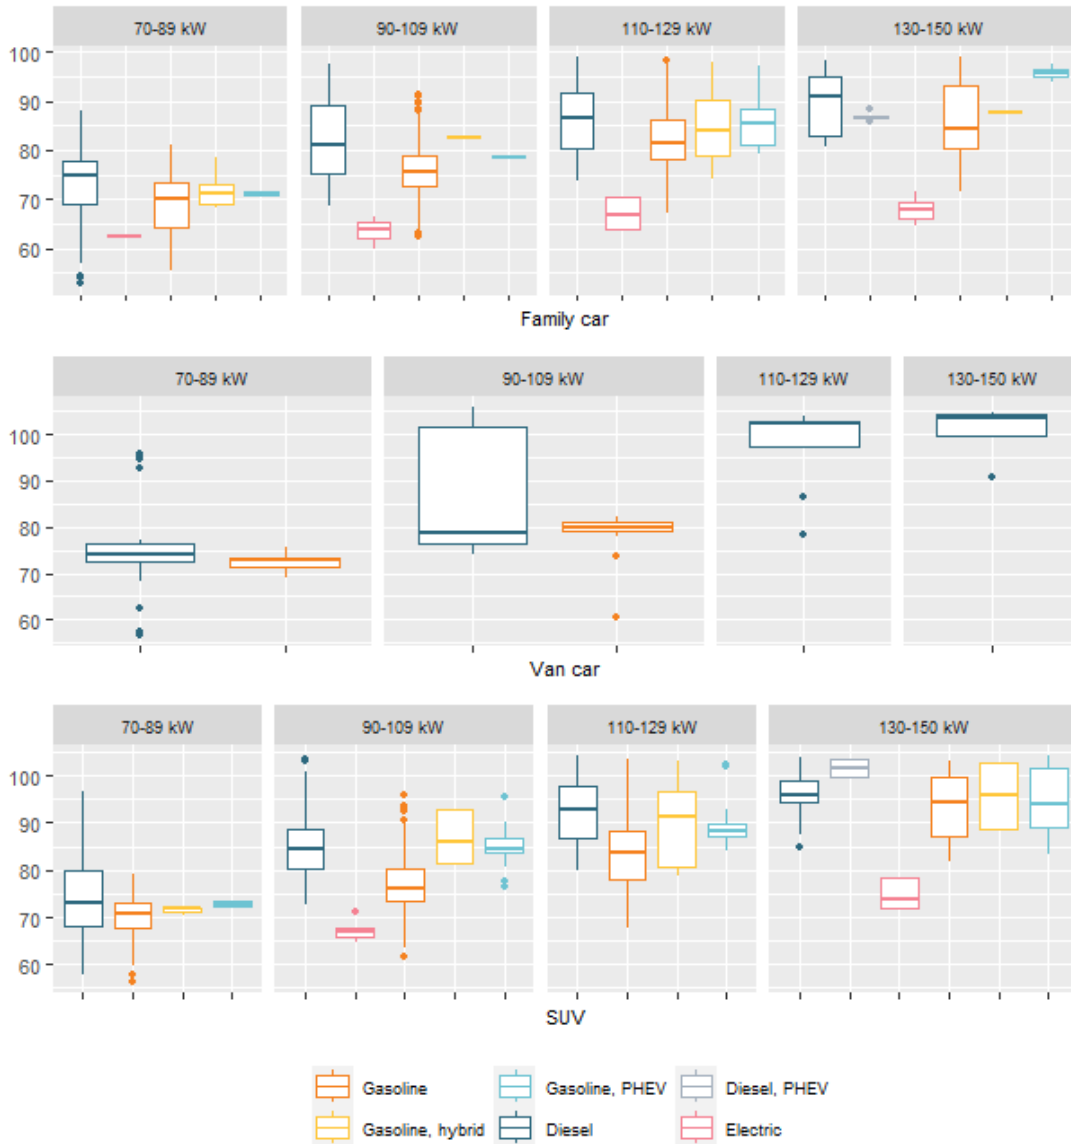 70-89 kW 90-109 kW 110-129 kW 130-150 kW
100
90
80
70
60
Family car
70-89 kW 90-109 kW 110-129 kW 130-150 kW
100
90
80
70
60
Van car
70-89 kW 90-109 kW 110-129 kW 130-150 kW
100
90
80
70
60
SUV
Gasoline Gasoline, PHEV Diesel, PHEV
Gasoline, hybrid Diesel Electric